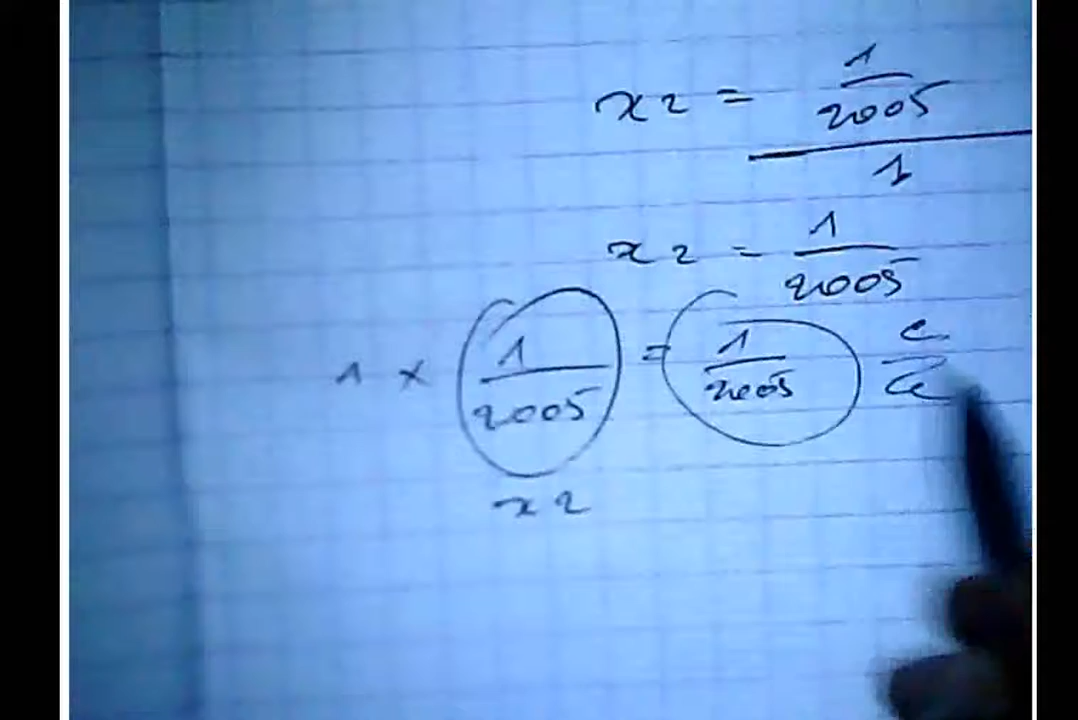 x2 = 1/2005 / 1
x2 = 1/2005
1 × 1/2005 = 1/2005 c/a
x2